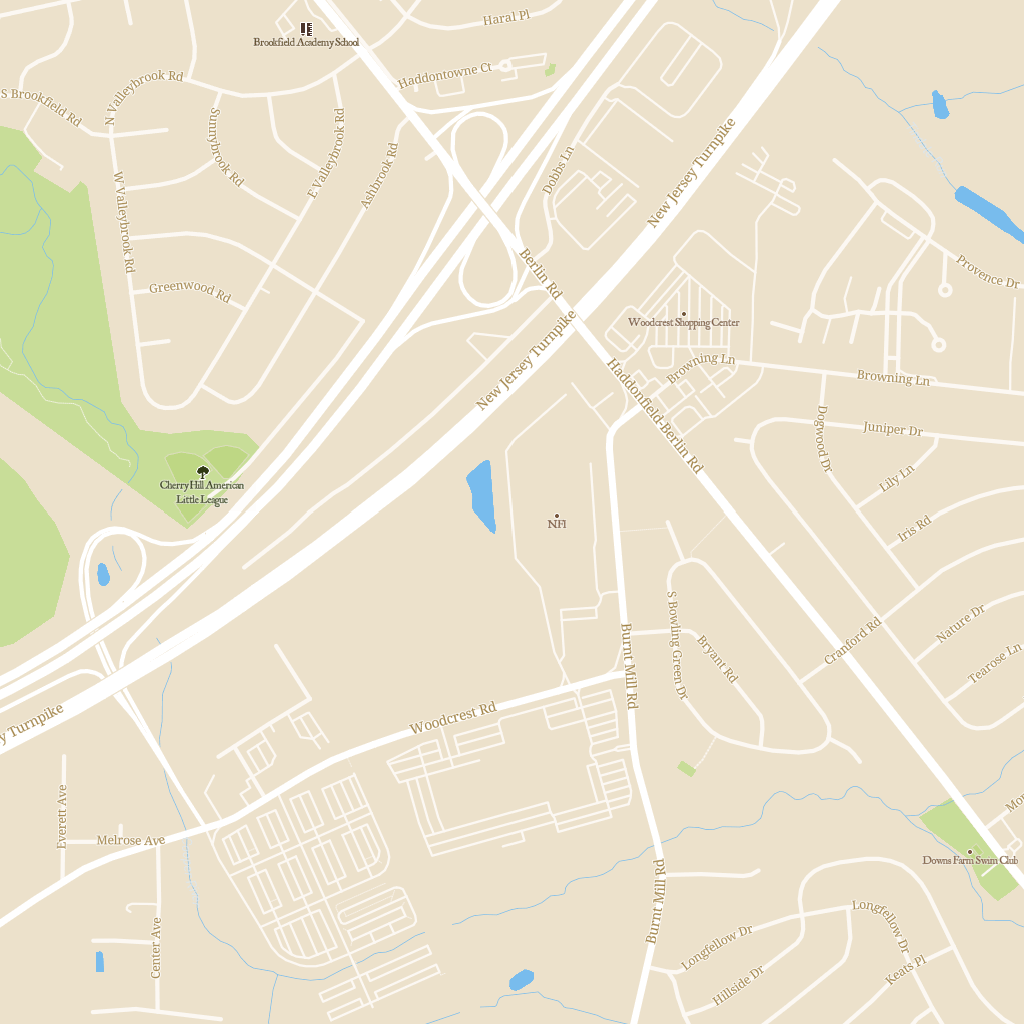 Haral Pl
Brookfield Academy School
Haddontowne Ct
N Valleybrook Rd
S Brookfield Rd
Sunnybrook Rd
E Valleybrook Rd
Ashbrook Rd
Dobbs Ln
New Jersey Turnpike
W Valleybrook Rd
Greenwood Rd
Berlin Rd
Provence Dr
Woodcrest Shopping Center
New Jersey Turnpike
Browning Ln
Browning Ln
Haddonfield-Berlin Rd
Dogwood Dr
Juniper Dr
Lily Ln
Cherry Hill American
Little League
NFI
Iris Rd
S Bowling Green Dr
Bryant Rd
Burnt Mill Rd
Cranford Rd
Nature Dr
Tearose Ln
y Turnpike
Woodcrest Rd
Everett Ave
Melrose Ave
Mor
Downs Farm Swim Club
Burnt Mill Rd
Center Ave
Longfellow Dr
Longfellow Dr
Hillside Dr
Keats Pl